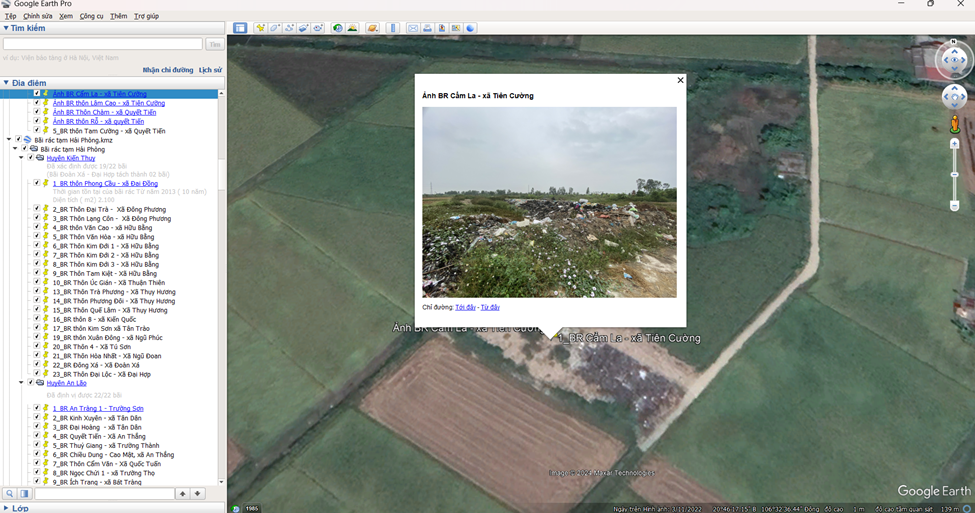 Google Earth Pro
Tệp Chỉnh sửa Xem Công cụ Thêm Trợ giúp
Tìm kiếm
Tìm
ví dụ: Viện bảo tàng ở Hà Nội, Việt Nam
Nhận chỉ đường Lịch sử
Địa điểm
Ảnh BR Cẩm La - xã Tiên Cường
Ảnh BR thôn Lâm Cao - xã Tiên Cường
Ảnh BR Thôn Chàm - xã Quyết Tiến
Ảnh BR thôn Rỗ - xã quyết Tiến
5_BR thôn Tam Cường - xã Quyết Tiến
Bãi rác tạm Hải Phòng.kmz
Bãi rác tạm Hải Phòng
Huyện Kiến Thụy
Đã xác định được 19/22 bãi
(Bãi Đoàn Xá - Đại Hợp tách thành 02 bãi)
1_BR thôn Phong Cầu - xã Đại Đồng
Thời gian tồn tại của bãi rác Từ năm 2013 ( 10 năm)
Diện tích ( m2) 2.100
2_BR Thôn Đại Trà - Xã Đông Phương
3_BR Thôn Lạng Côn - Xã Đông Phương
4_BR thôn Văn Cao - xã Hữu Bằng
5_BR Thôn Văn Hòa - xã Hữu Bằng
6_BR Thôn Kim Đới 1 - Xã Hữu Bằng
7_BR Thôn Kim Đới 2 - Xã Hữu Bằng
8_BR Thôn Kim Đới 3 - Xã Hữu Bằng
9_BR Thôn Tam Kiệt - Xã Hữu Bằng
10_BR Thôn Úc Gián - Xã Thuận Thiên
13_BR Thôn Trà Phương - Xã Thụy Hương
14_BR Thôn Phương Đôi - Xã Thụy Hương
15_BR Thôn Quế Lâm - Xã Thụy Hương
16_BR thôn 8 - xã Kiến Quốc
17_BR thôn Kim Sơn xã Tân Trào
19_BR thôn Xuân Đông - xã Ngũ Phúc
20_BR Thôn 4 - Xã Tú Sơn
21_BR Thôn Hòa Nhất - Xã Ngũ Đoan
22_BR Đông Xá - Xã Đoàn Xá
23_BR Thôn Đại Lộc - Xã Đại Hợp
Huyện An Lão
Đã định vị được 22/22 bãi
1_BR An Tràng 1 - Trường Sơn
2_BR Kinh Xuyên - xã Tân Dân
3_BR Đại Hoàng - xã Tân Dân
4_BR Quyết Tiến - Xã An Thắng
5_BR Thuý Giang - xã Trường Thành
6_BR Chiều Dung - Cao Mật, xã An Thắng
7_BR Thôn Cẩm Văn - Xã Quốc Tuấn
8_BR Ngọc Chử 1 - xã Trường Thọ
9_BR Ích Trang - xã Bát Tràng
Lớp
Ảnh BR Cẩm La - xã Tiên Cường
Chỉ đường: Tới đây - Từ đây
Ảnh BR Cẩm La - xã Tiên Cường
1_BR Cẩm La - xã Tiên Cường
N
Image © 2024 Maxar Technologies
Google Earth
1985
Ngày trên Hình ảnh: 3/11/2022 20°46'17.15" B 106°32'36.44" Đông độ cao 1 m độ cao tầm quan sát 139 m